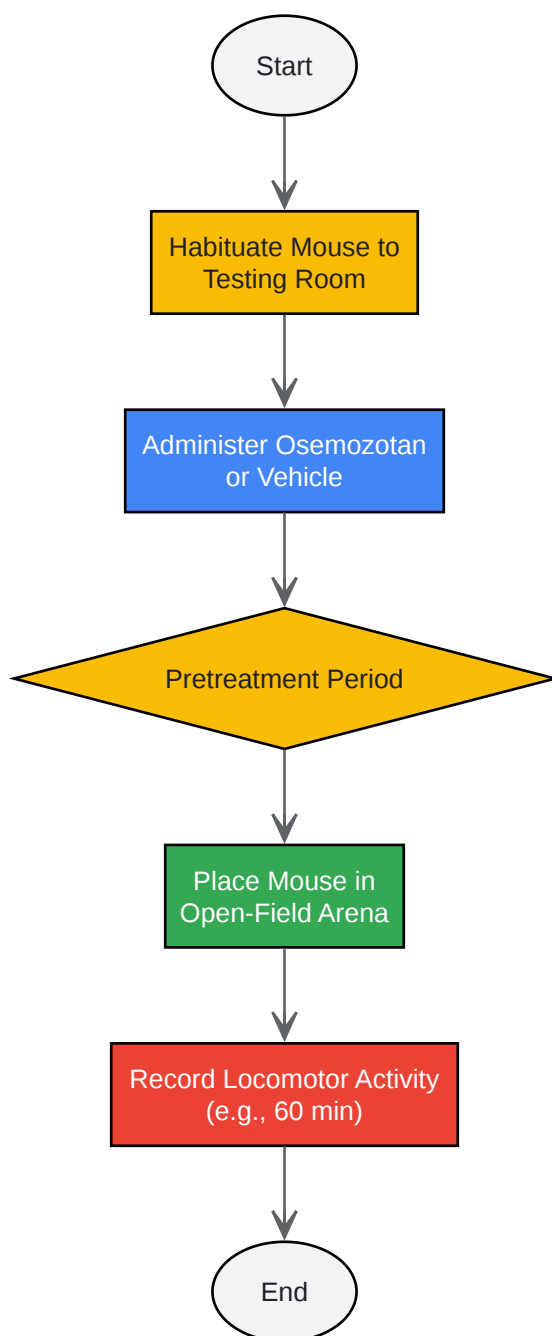 Start
Habituate Mouse to
Testing Room
Administer Osemozotan
or Vehicle
Pretreatment Period
Place Mouse in
Open-Field Arena
Record Locomotor Activity
(e.g., 60 min)
End